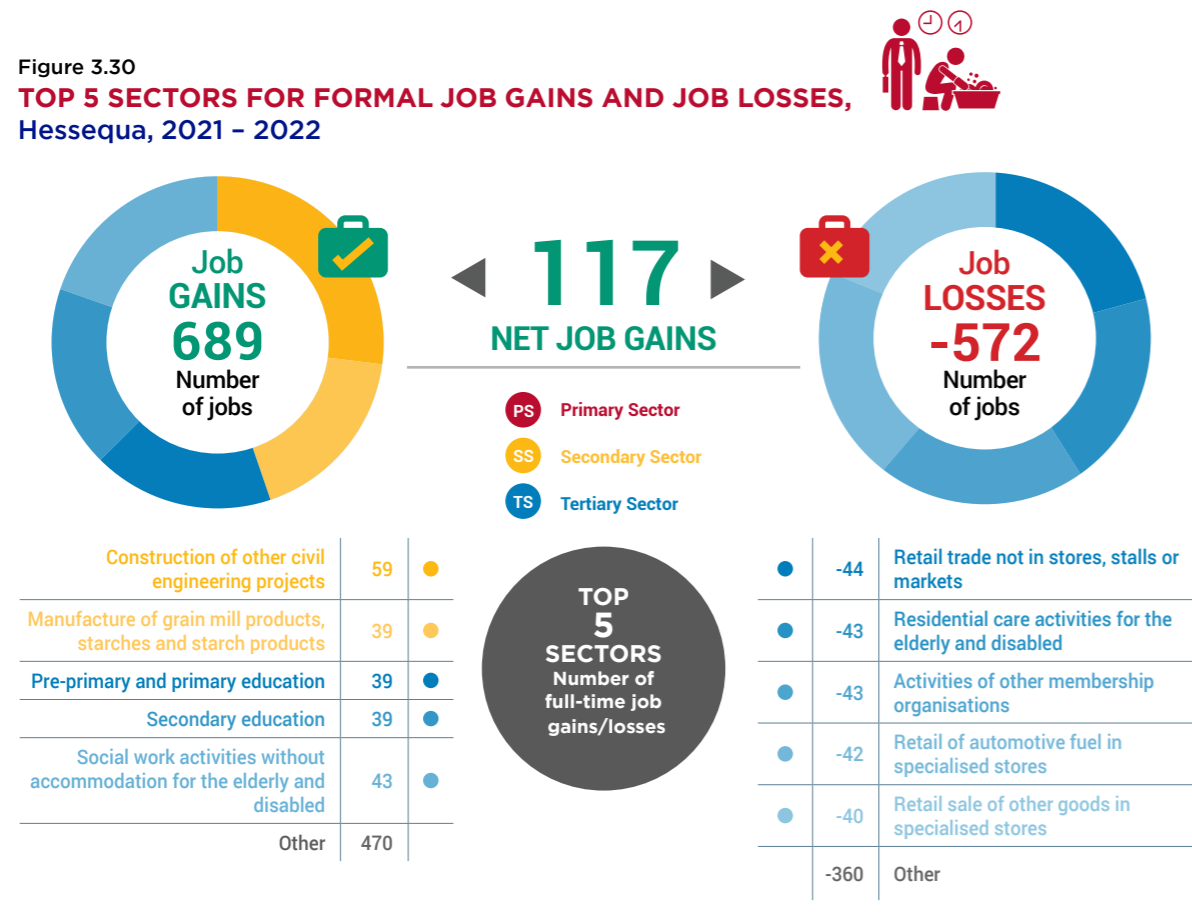 Figure 3.30
TOP 5 SECTORS FOR FORMAL JOB GAINS AND JOB LOSSES,
Hessequa, 2021 – 2022
Job
GAINS
689
Number
of jobs
117
NET JOB GAINS
Job
LOSSES
-572
Number
of jobs
PS Primary Sector
SS Secondary Sector
TS Tertiary Sector
Construction of other civil
engineering projects
59
Manufacture of grain mill products,
starches and starch products
39
Pre-primary and primary education 39
Secondary education 39
Social work activities without
accommodation for the elderly and
disabled
43
Other 470
TOP
5
SECTORS
Number of
full-time job
gains/losses
-44
Retail trade not in stores, stalls or
markets
-43
Residential care activities for the
elderly and disabled
-43
Activities of other membership
organisations
-42
Retail of automotive fuel in
specialised stores
-40
Retail sale of other goods in
specialised stores
-360 Other